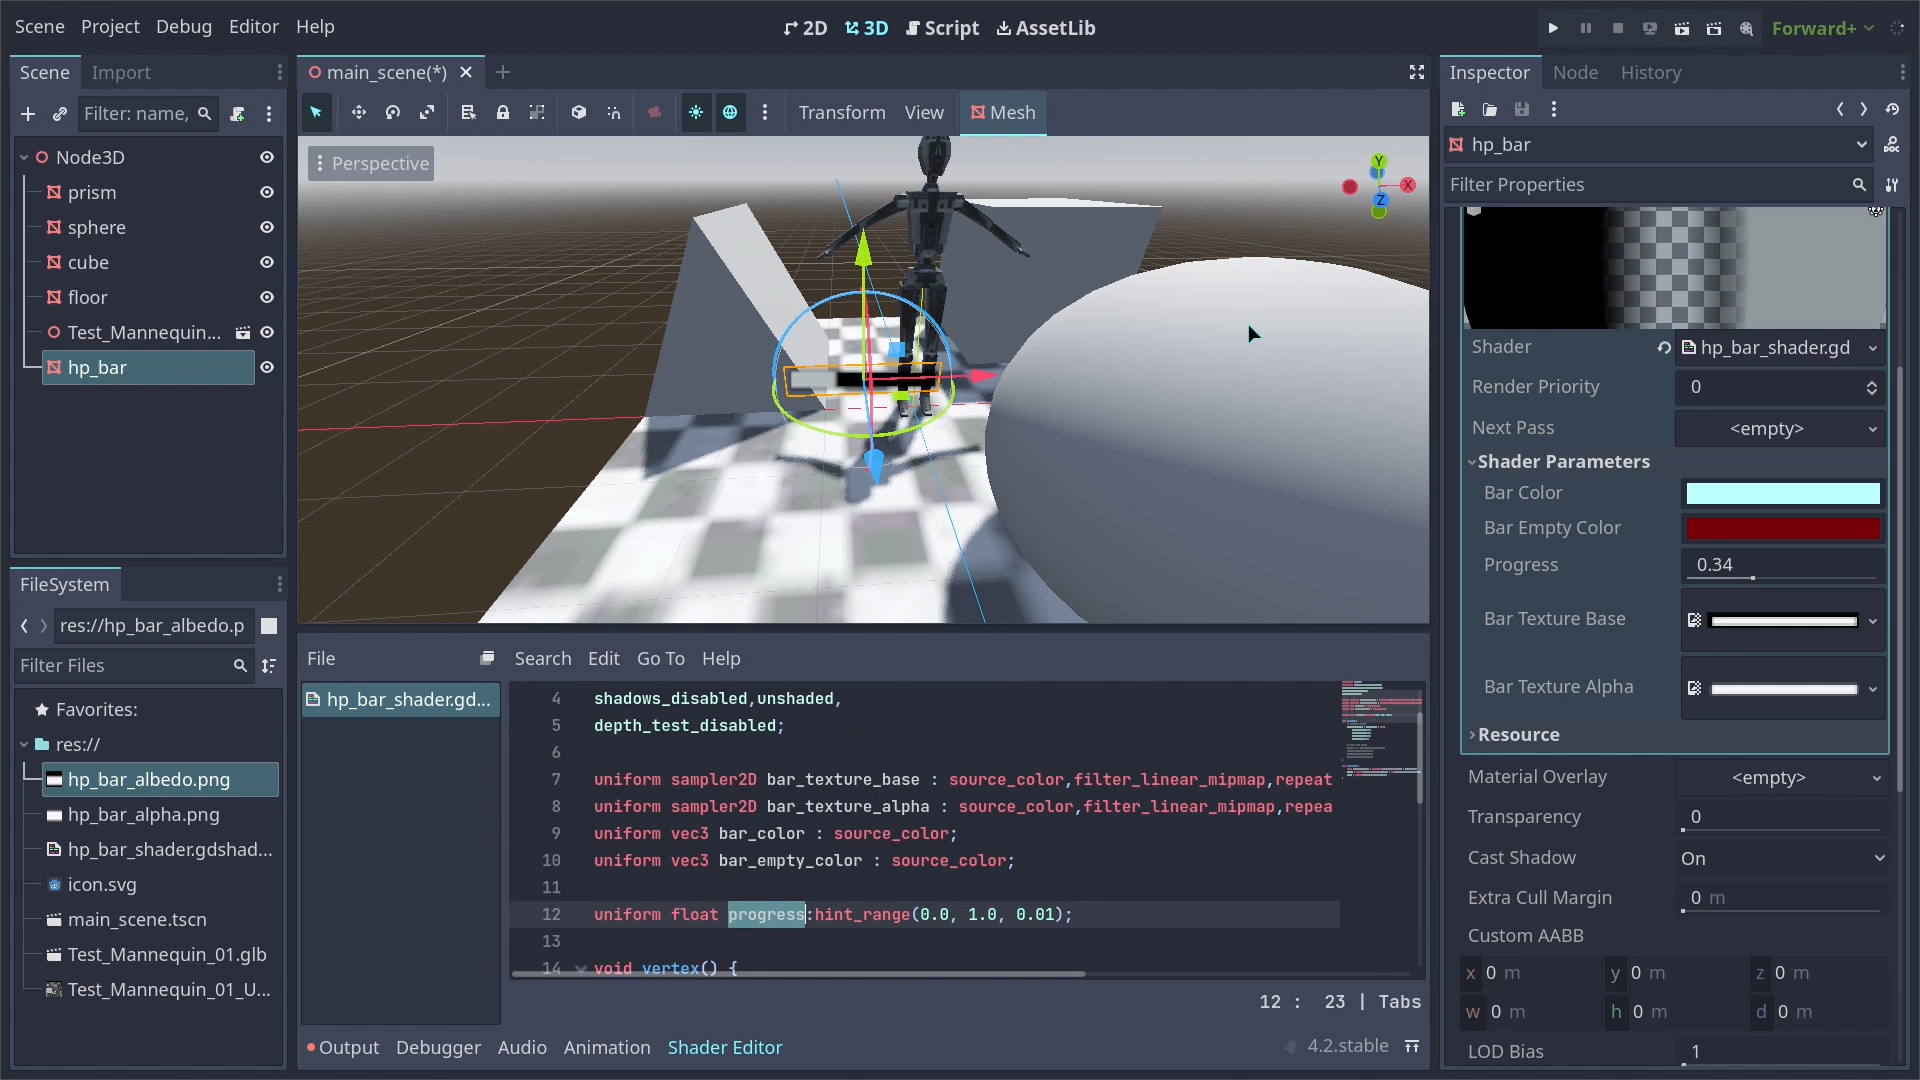 Scene Project Debug Editor Help
2D 3D Script AssetLib
Forward+
Scene Import
Filter: name,
Node3D
prism
sphere
cube
floor
Test_Mannequin...
hp_bar
FileSystem
res://hp_bar_albedo.p
Filter Files
Favorites:
res://
hp_bar_albedo.png
hp_bar_alpha.png
hp_bar_shader.gdshad...
icon.svg
main_scene.tscn
Test_Mannequin_01.glb
Test_Mannequin_01_U...
main_scene(*)
Transform View Mesh
Perspective
Y
X
Z
File Search Edit Go To Help
hp_bar_shader.gd...
4 shadows_disabled,unshaded,
5 depth_test_disabled;
6
7 uniform sampler2D bar_texture_base : source_color,filter_linear_mipmap,repeat
8 uniform sampler2D bar_texture_alpha : source_color,filter_linear_mipmap,repea
9 uniform vec3 bar_color : source_color;
10 uniform vec3 bar_empty_color : source_color;
11
12 uniform float progress:hint_range(0.0, 1.0, 0.01);
13
14 void vertex() {
12 : 23 | Tabs
Output Debugger Audio Animation Shader Editor
4.2.stable
Inspector Node History
hp_bar
Filter Properties
Shader hp_bar_shader.gd
Render Priority 0
Next Pass <empty>
Shader Parameters
Bar Color
Bar Empty Color
Progress 0.34
Bar Texture Base
Bar Texture Alpha
Resource
Material Overlay <empty>
Transparency 0
Cast Shadow On
Extra Cull Margin 0 m
Custom AABB
x 0 m y 0 m z 0 m
w 0 m h 0 m d 0 m
LOD Bias 1